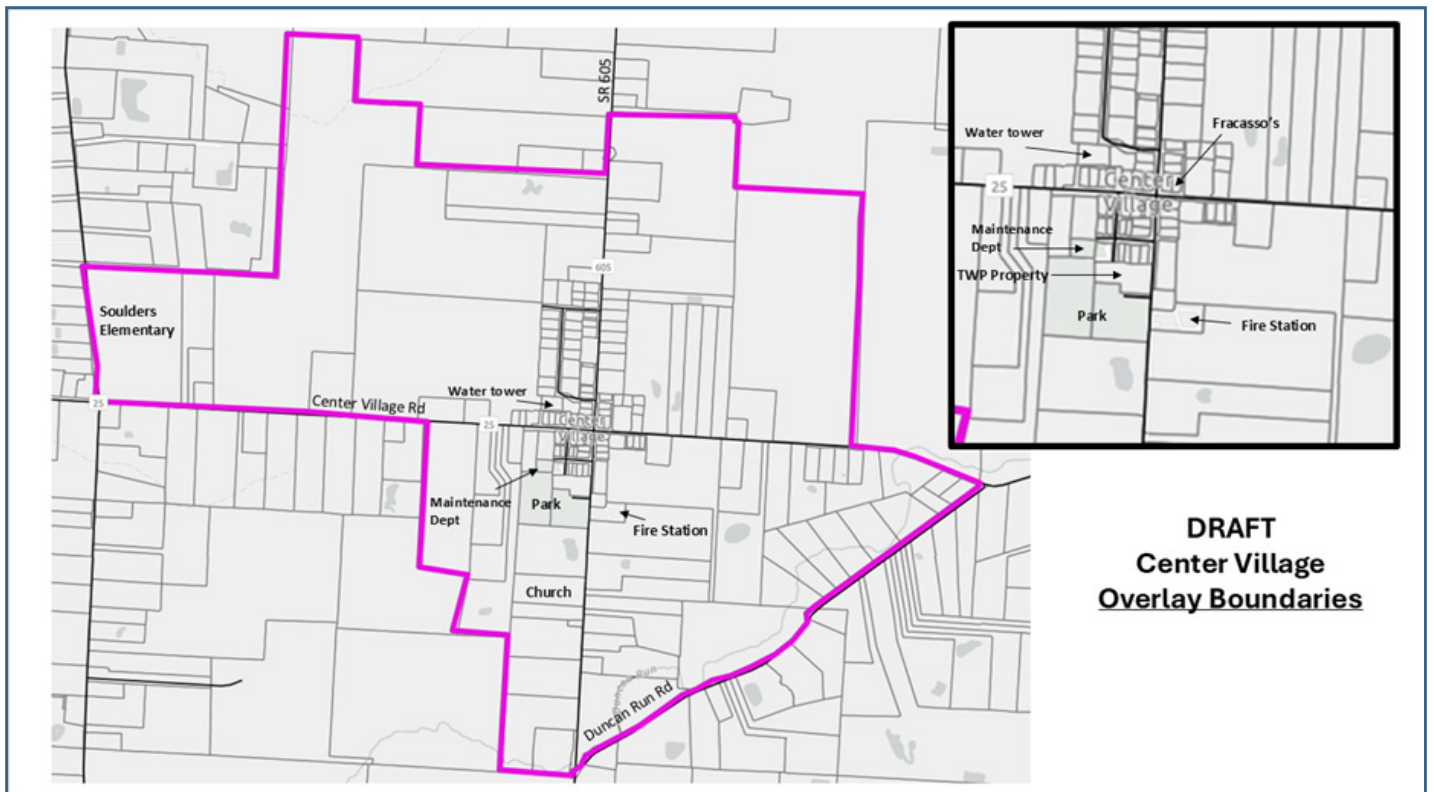 SR 605
605
Soulders
Elementary
25
Center Village Rd
Water tower
25
Center
Village
Maintenance
Dept
Park
Fire Station
Church
Duncan Run
Duncan Run Rd
Fracasso's
Water tower
25
Center
Village
Maintenance
Dept
TWP Property
Park
Fire Station
DRAFT
Center Village
Overlay Boundaries